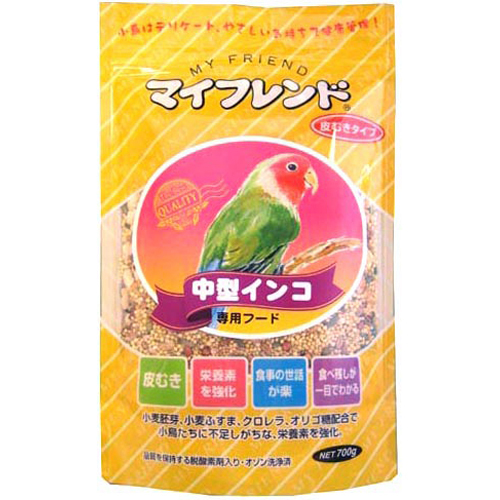 小鳥はデリケート、やさしい気持ちで健康管理!
MY FRIEND
マイフレンド®
皮むきタイプ
QUALITY
中型インコ
専用フード
皮むき
栄養素
を強化
食事の世話
が楽
食べ残しが
一目でわかる
小麦胚芽、小麦ふすま、クロレラ、オリゴ糖配合で
小鳥たちに不足しがちな、栄養素を強化。
品質を保持する脱酸素剤入り・オゾン洗浄済
NET 700g